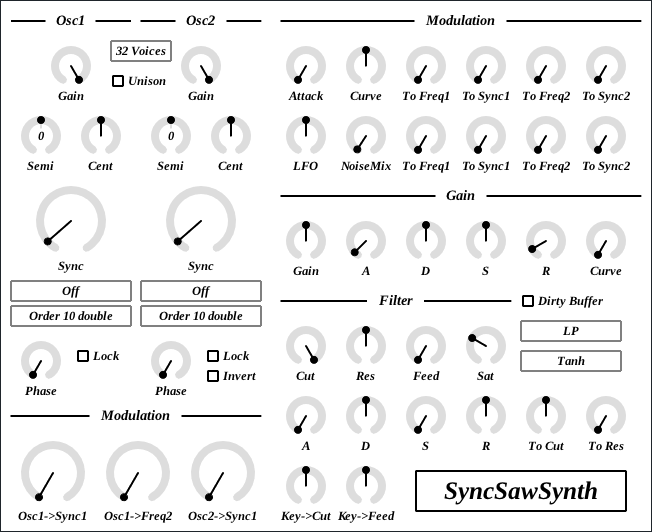 Osc1
Osc2
32 Voices
Unison
Gain
Gain
0
0
Semi
Cent
Semi
Cent
Sync
Sync
Off
Off
Order 10 double
Order 10 double
Lock
Lock
Invert
Phase
Phase
Modulation
Osc1->Sync1
Osc1->Freq2
Osc2->Sync1
Modulation
Attack
Curve
To Freq1
To Sync1
To Freq2
To Sync2
LFO
NoiseMix
To Freq1
To Sync1
To Freq2
To Sync2
Gain
Gain
A
D
S
R
Curve
Filter
Dirty Buffer
LP
Tanh
Cut
Res
Feed
Sat
A
D
S
R
To Cut
To Res
Key->Cut
Key->Feed
SyncSawSynth